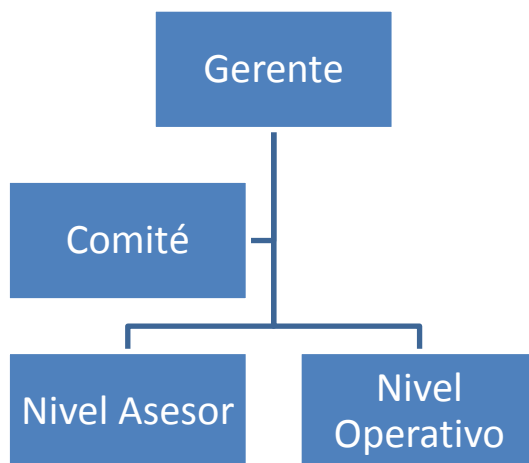 Gerente
Comité
Nivel Asesor
Nivel
Operativo